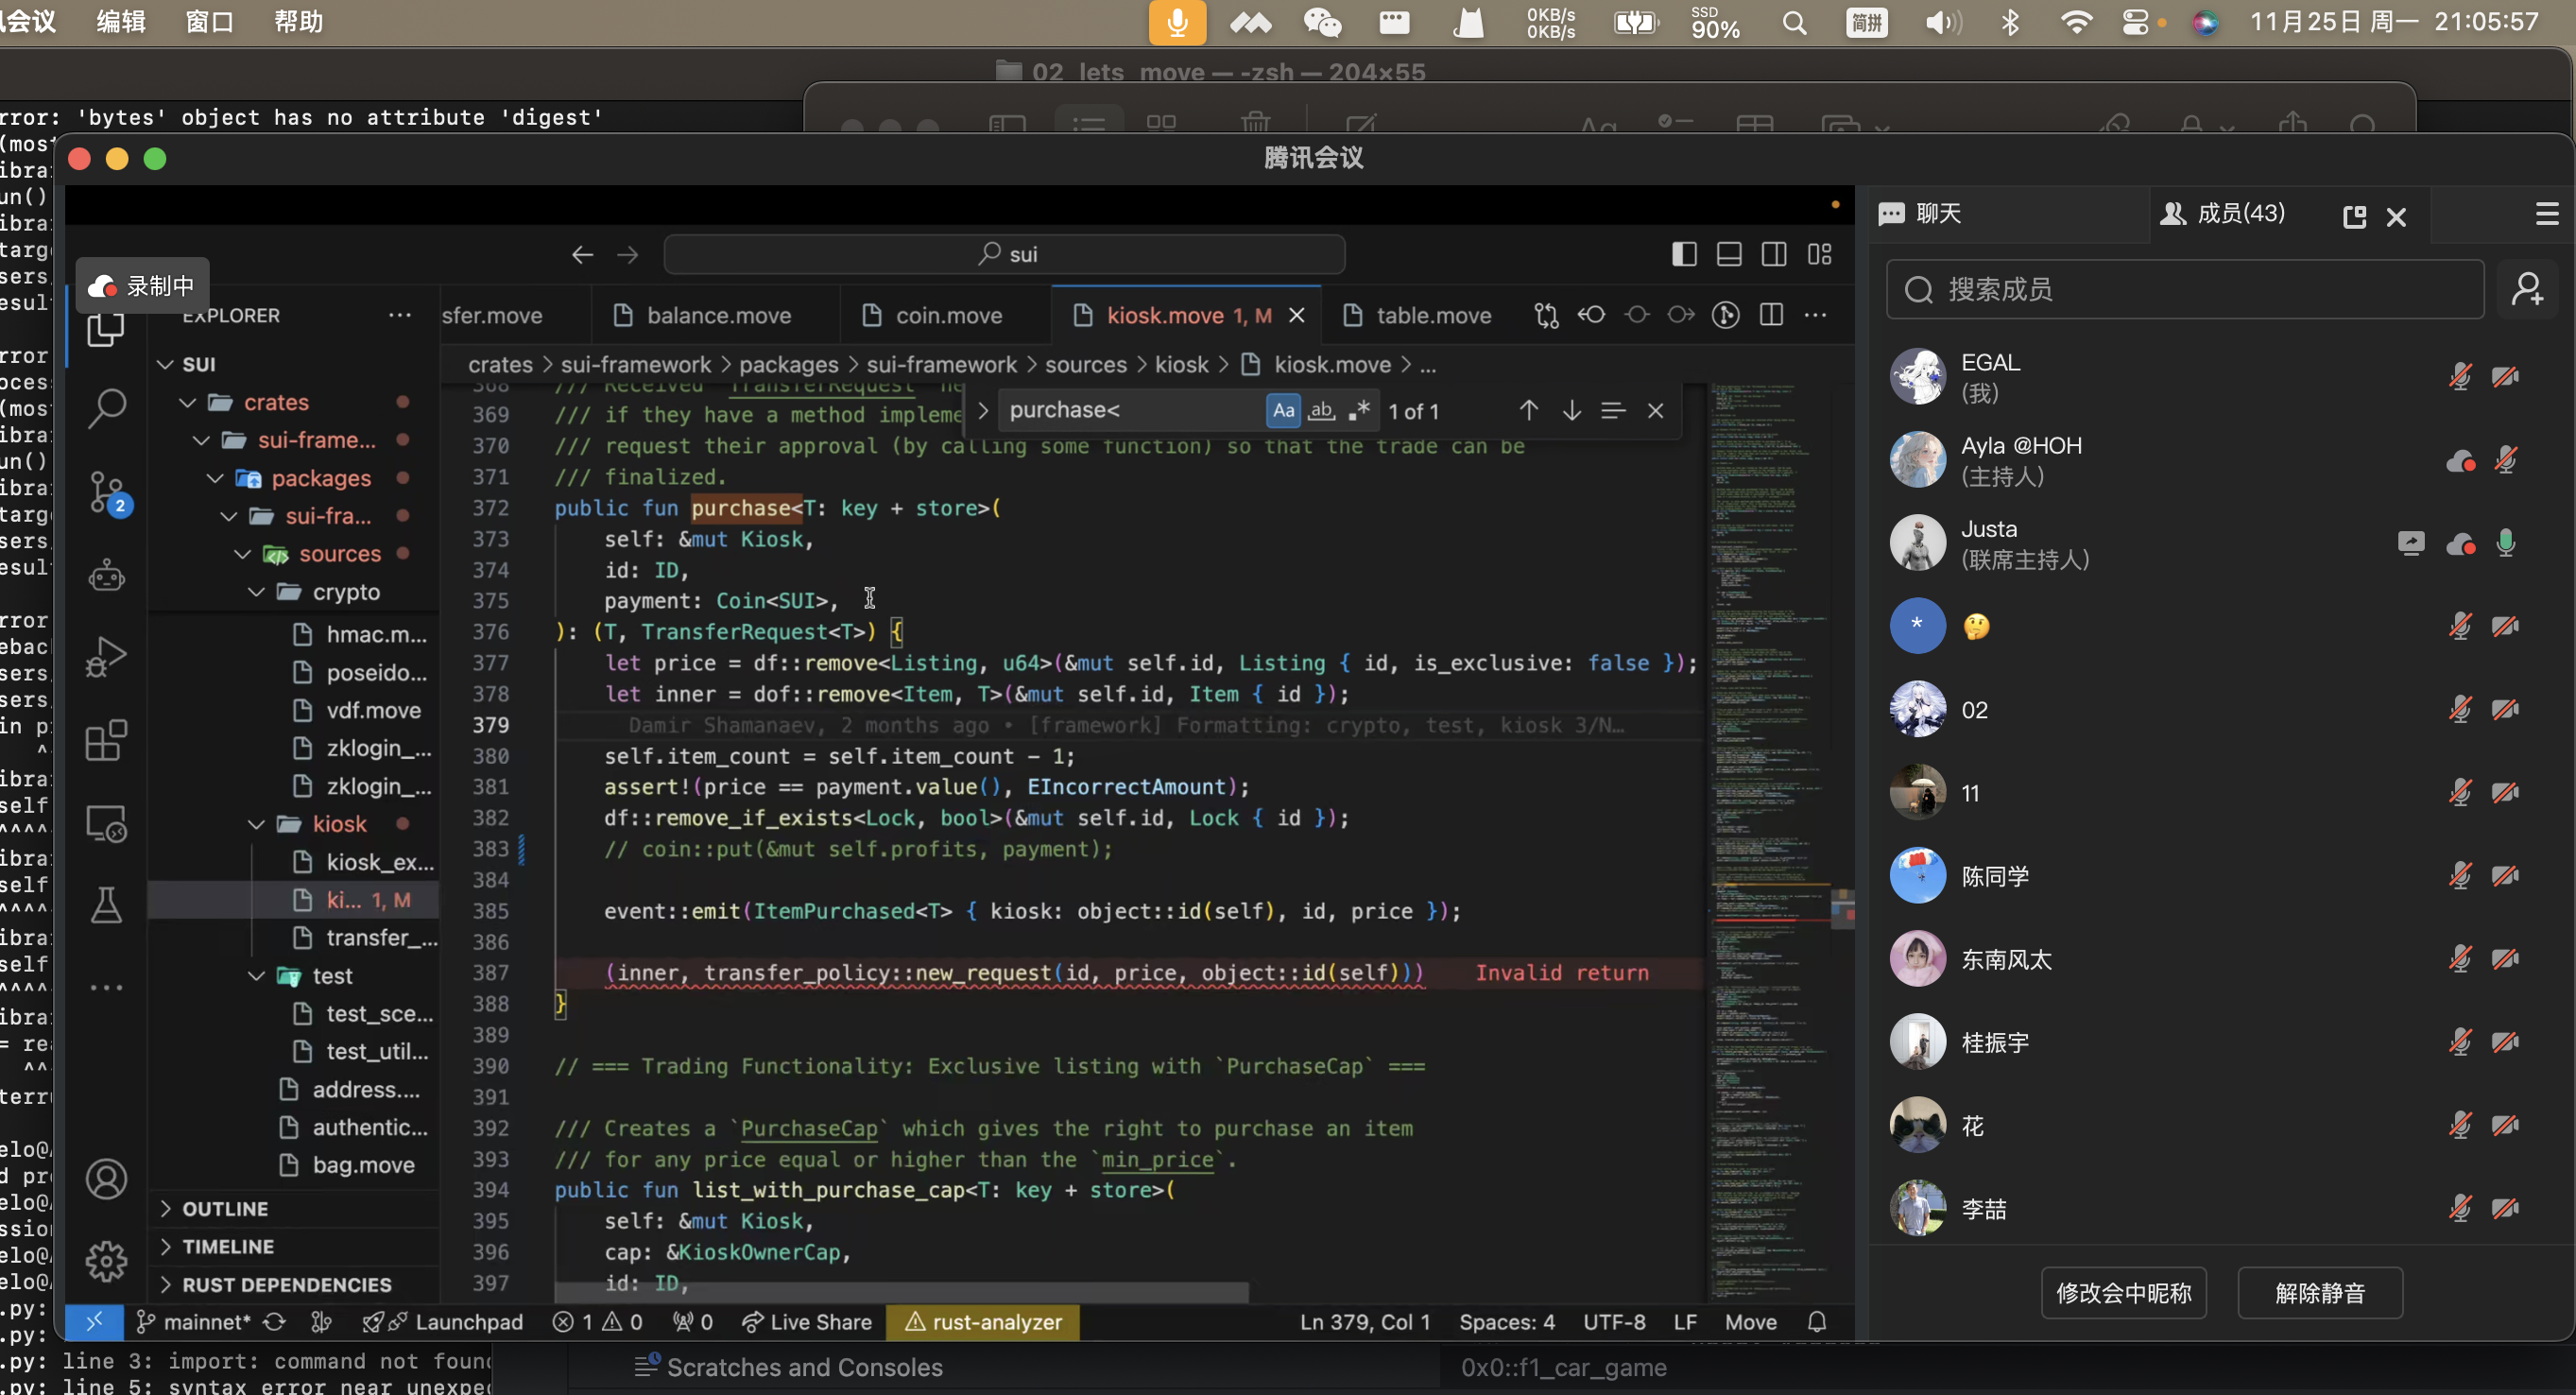 讯会议 编辑 窗口 帮助
0KB/s
0KB/s
SSD
90%
简拼
11月25日 周一 21:05:57
02_lets_move — -zsh — 204×55
rror: 'bytes' object has no attribute 'digest'
腾讯会议
录制中
sui
EXPLORER
sfer.move
balance.move
coin.move
kiosk.move 1, M
table.move
crates > sui-framework > packages > sui-framework > sources > kiosk > kiosk.move > ...
SUI
crates
sui-frame...
packages
sui-fra...
sources
crypto
hmac.m...
poseido...
vdf.move
zklogin_...
zklogin_...
kiosk
kiosk_ex...
ki... 1, M
transfer_...
test
test_sce...
test_util...
address....
authentic...
bag.move
OUTLINE
TIMELINE
RUST DEPENDENCIES
2
purchase<
Aa
ab
1 of 1
368 /// Received `TransferRequest` ne
369 /// if they have a method impleme
370 /// request their approval (by calling some function) so that the trade can be
371 /// finalized.
372 public fun purchase<T: key + store>(
373 self: &mut Kiosk,
374 id: ID,
375 payment: Coin<SUI>,
376 ): (T, TransferRequest<T>) {
377 let price = df::remove<Listing, u64>(&mut self.id, Listing { id, is_exclusive: false });
378 let inner = dof::remove<Item, T>(&mut self.id, Item { id });
379 Damir Shamanaev, 2 months ago • [framework] Formatting: crypto, test, kiosk 3/N…
380 self.item_count = self.item_count - 1;
381 assert!(price == payment.value(), EIncorrectAmount);
382 df::remove_if_exists<Lock, bool>(&mut self.id, Lock { id });
383 // coin::put(&mut self.profits, payment);
384
385 event::emit(ItemPurchased<T> { kiosk: object::id(self), id, price });
386
387 (inner, transfer_policy::new_request(id, price, object::id(self))) Invalid return
388 }
389
390 // === Trading Functionality: Exclusive listing with `PurchaseCap` ===
391
392 /// Creates a `PurchaseCap` which gives the right to purchase an item
393 /// for any price equal or higher than the `min_price`.
394 public fun list_with_purchase_cap<T: key + store>(
395 self: &mut Kiosk,
396 cap: &KioskOwnerCap,
397 id: ID,
mainnet*
Launchpad
1
0
0
Live Share
rust-analyzer
Ln 379, Col 1
Spaces: 4
UTF-8
LF
Move
聊天
成员(43)
搜索成员
EGAL
(我)
Ayla @HOH
(主持人)
Justa
(联席主持人)
*
🤔
02
11
陈同学
东南风太
桂振宇
花
李喆
修改会中昵称
解除静音
.py: line 3: import: command not found
.py: line 5: syntax error near unexpec
Scratches and Consoles
0x0::f1_car_game